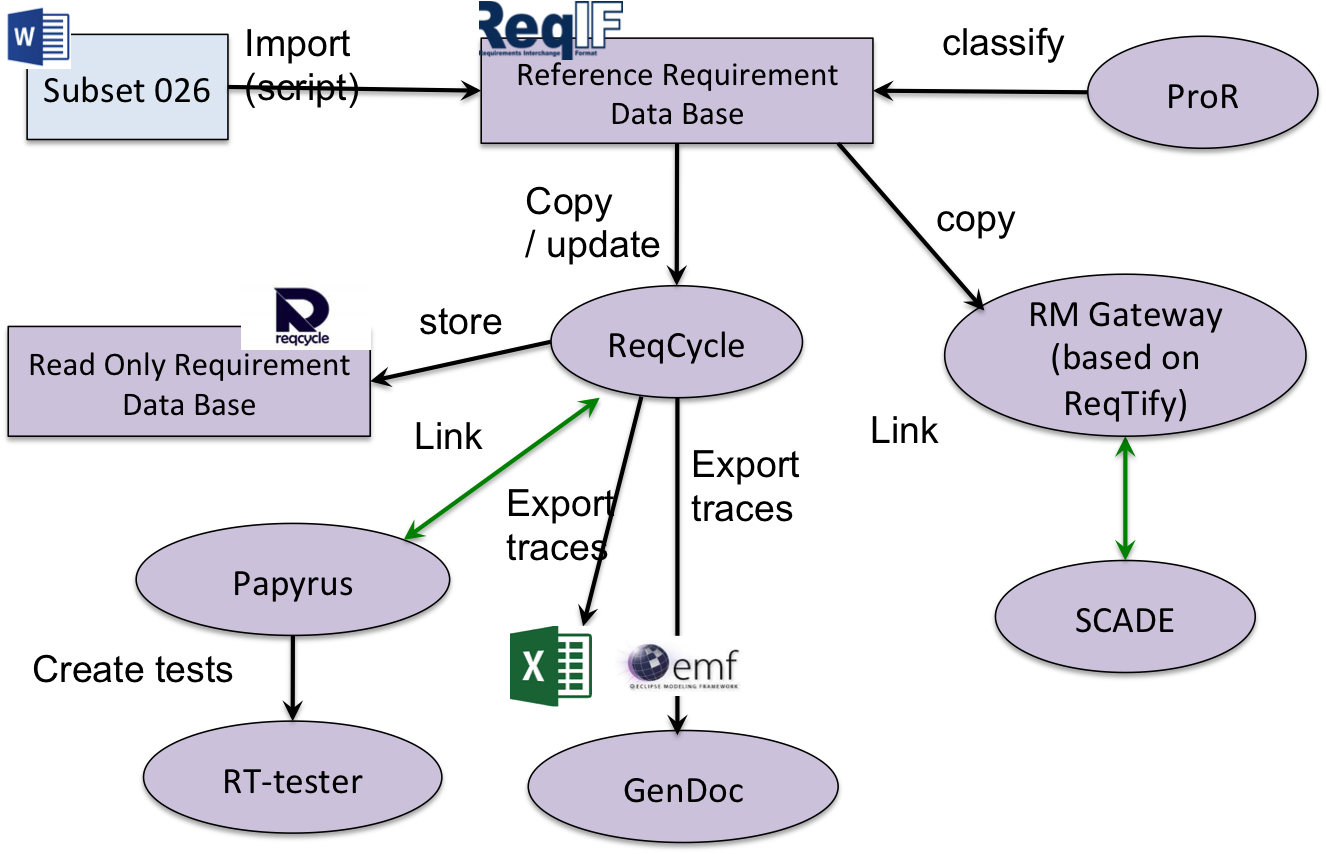 W
Subset 026
Import
(script)
ReqIF
Requirements Interchange Format
Reference Requirement
Data Base
classify
ProR
Copy
/ update
copy
reqcycle
Read Only Requirement
Data Base
store
ReqCycle
RM Gateway
(based on
ReqTify)
Link
Link
Export
traces
Export
traces
Papyrus
SCADE
X
emf
ECLIPSE MODELING FRAMEWORK
Create tests
RT-tester
GenDoc